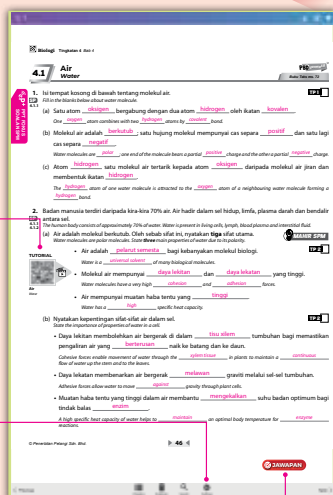 Biologi Tingkatan 4 Bab 4
4.1 Air
Water
Buku Teks ms. 72
1. Isi tempat kosong di bawah tentang molekul air. TP 1
Fill in the blanks below about water molecule.
(a) Satu atom oksigen bergabung dengan dua atom hidrogen oleh ikatan kovalen.
One oxygen atom combines with two hydrogen atoms by covalent bond.
(b) Molekul air adalah berkutub, satu hujung molekul mempunyai cas separa positif dan satu lagi
cas separa negatif.
Water molecules are polar; one end of the molecule bears a partial positive charge and the other a partial negative charge.
(c) Atom hidrogen satu molekul air tertarik kepada atom oksigen daripada molekul air jiran dan
membentuk ikatan hidrogen.
The hydrogen atom of one water molecule is attracted to the oxygen atom of a neighbouring water molecule forming a
hydrogen bond.
2. Badan manusia terdiri daripada kira-kira 70% air. Air hadir dalam sel hidup, limfa, plasma darah dan bendalir
antara sel.
The human body consists of approximately 70% of water. Water is present in living cells, lymph, blood plasma and interstitial fluid.
(a) Air adalah molekul berkutub. Oleh sebab sifat ini, nyatakan tiga sifat utama.
Water molecules are polar molecules. State three main properties of water due to its polarity.
TP 2
TUTORIAL
Air
Water
• Air adalah pelarut semesta bagi kebanyakan molekul biologi.
Water is a universal solvent of many biological molecules.
• Molekul air mempunyai daya lekitan dan daya lekatan yang tinggi.
Water molecules have a very high cohesion and adhesion forces.
• Air mempunyai muatan haba tentu yang tinggi.
Water has a high specific heat capacity.
(b) Nyatakan kepentingan sifat-sifat air dalam sel. TP 2
State the importance of properties of water in a cell.
• Daya lekitan membolehkan air bergerak di dalam tisu xilem tumbuhan bagi memastikan
pengaliran air yang berterusan naik ke batang dan ke daun.
Cohesive forces enable movement of water through the xylem tissue in plants to maintain a continuous
flow of water up the stem and to the leaves.
• Daya lekatan membenarkan air bergerak melawan graviti melalui sel-sel tumbuhan.
Adhesive forces allow water to move against gravity through plant cells.
• Muatan haba tentu yang tinggi dalam air membantu mengekalkan suhu badan optimum bagi
tindak balas enzim.
A high specific heat capacity of water helps to maintain an optimal body temperature for enzyme
reactions.
© Penerbitan Pelangi Sdn. Bhd. 46
JAWAPAN